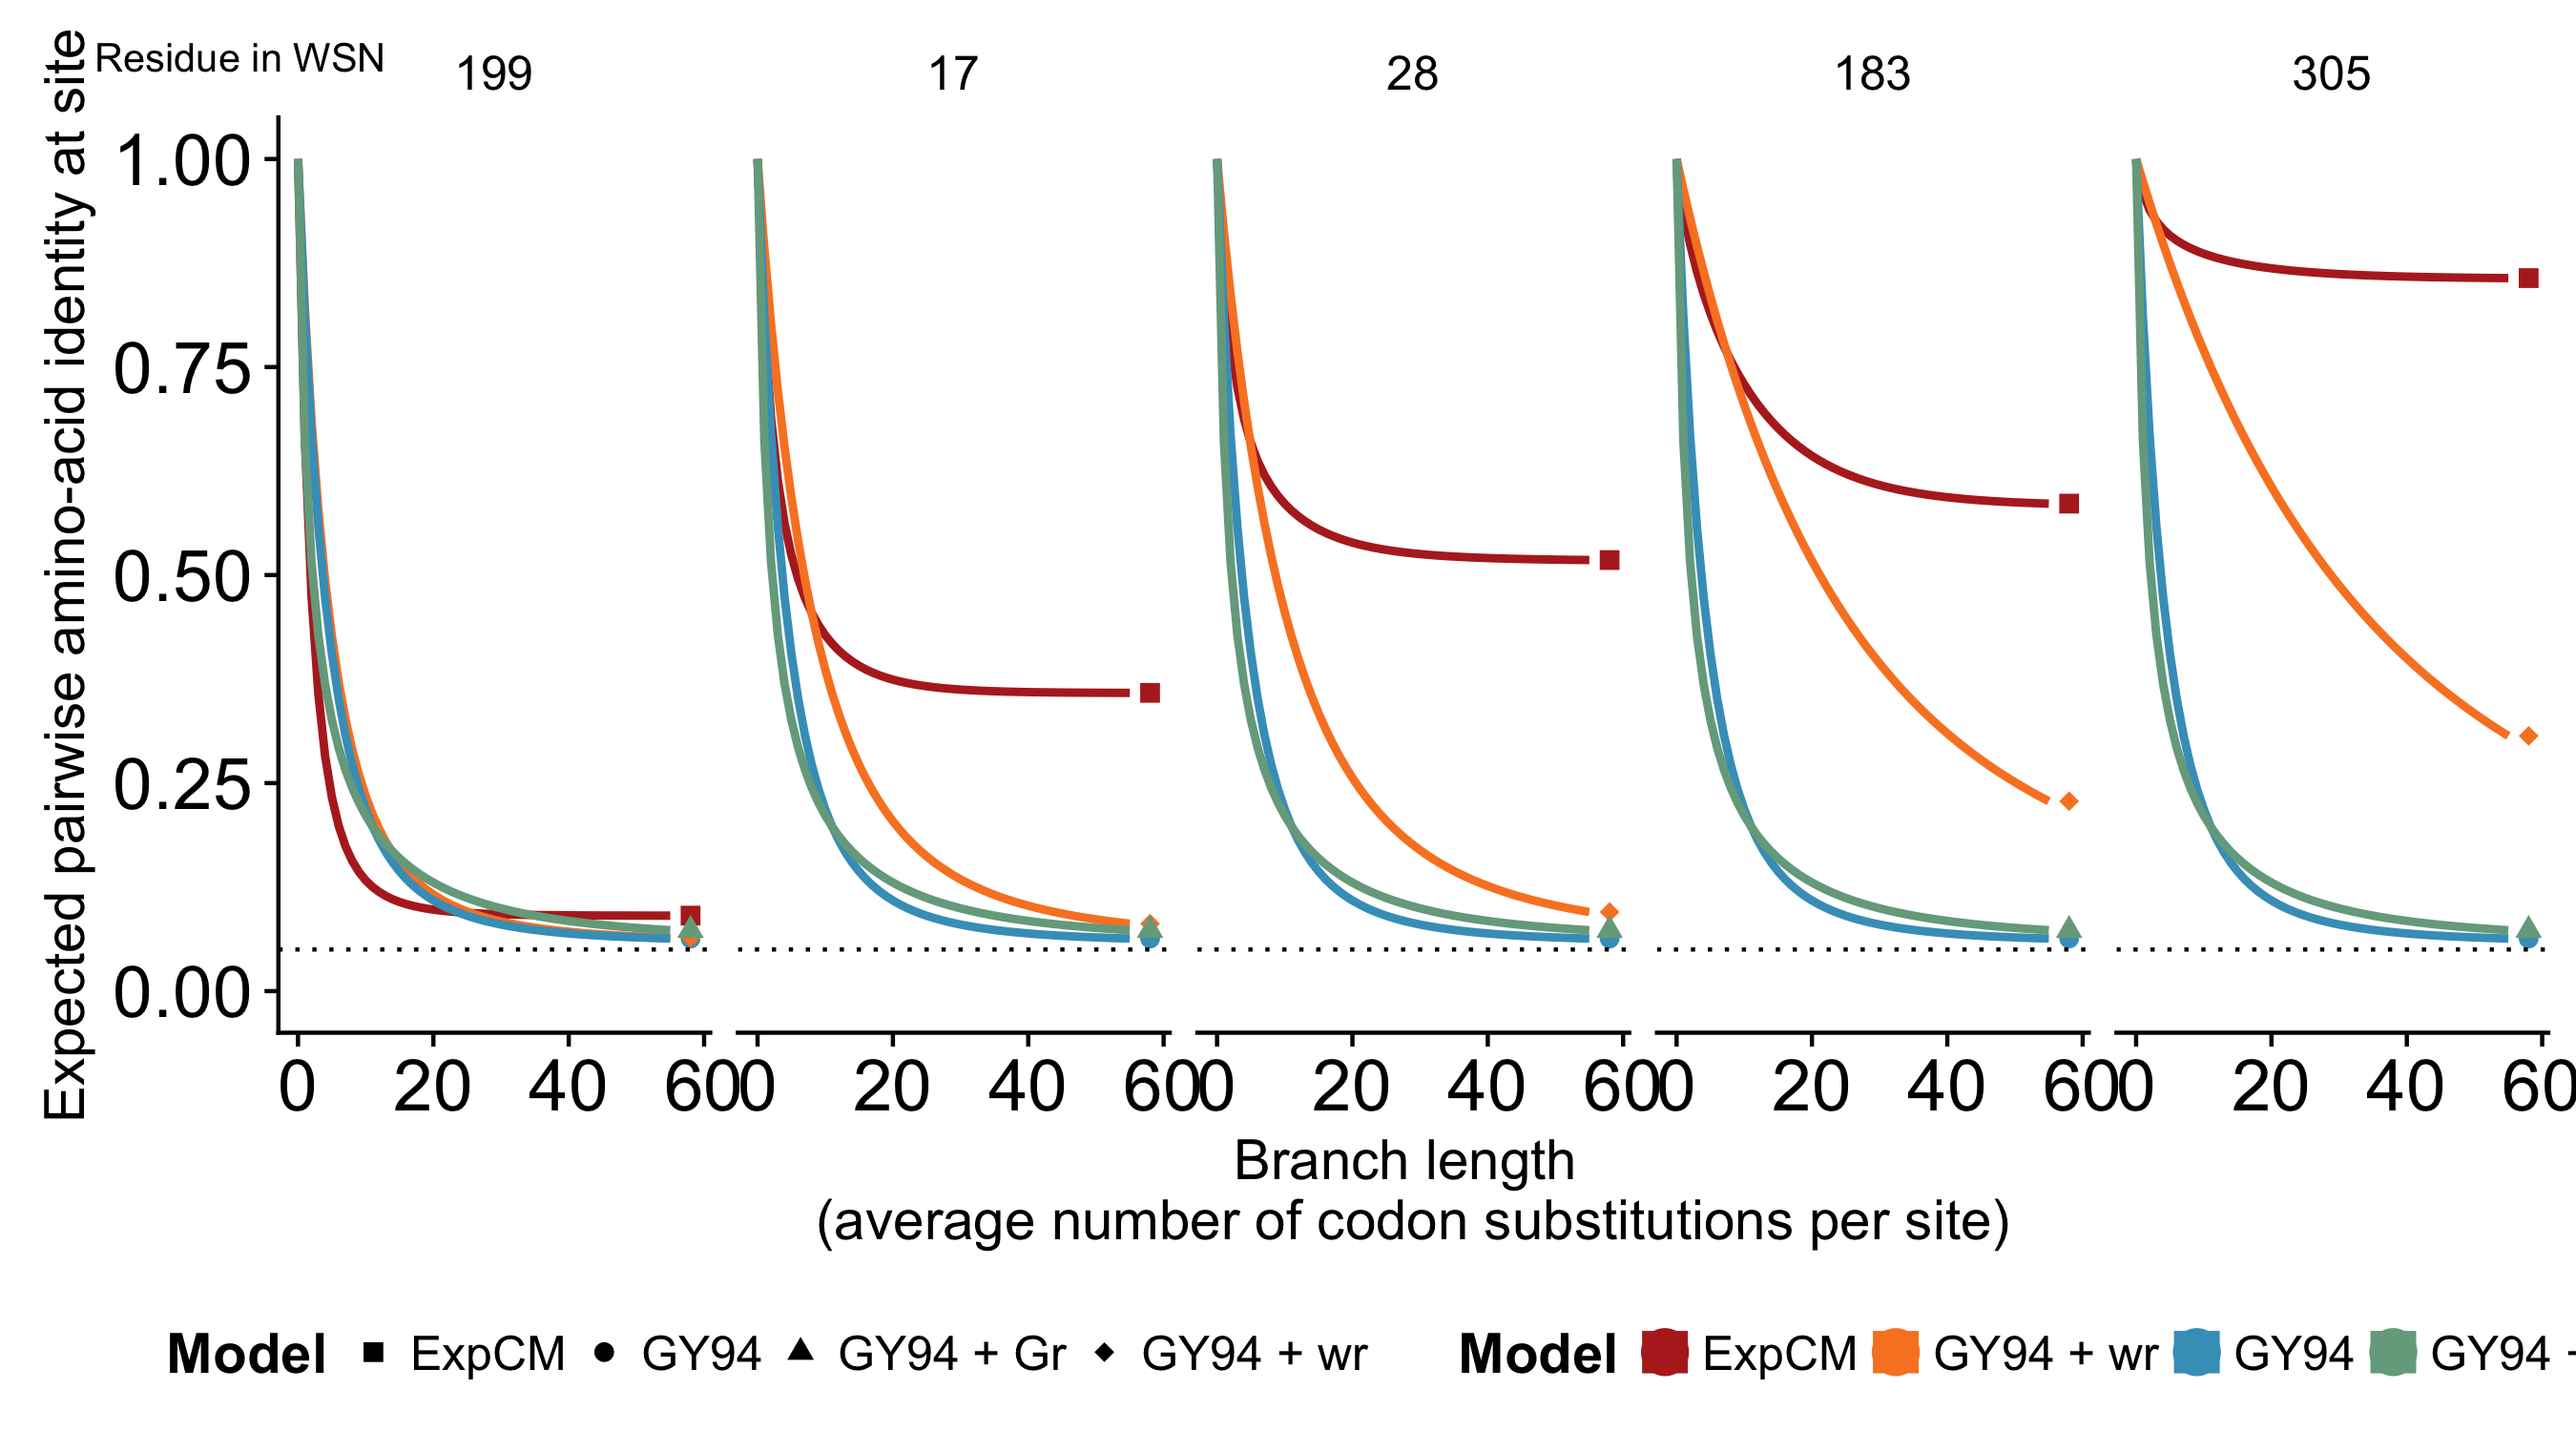 Residue in WSN 199 17 28 183 305
Expected pairwise amino-acid identity at site
1.00
0.75
0.50
0.25
0.00
0 20 40 60 0 20 40 60 0 20 40 60 0 20 40 60 0 20 40 60
Branch length
(average number of codon substitutions per site)
Model ExpCM GY94 GY94 + Gr GY94 + wr Model ExpCM GY94 + wr GY94 GY94